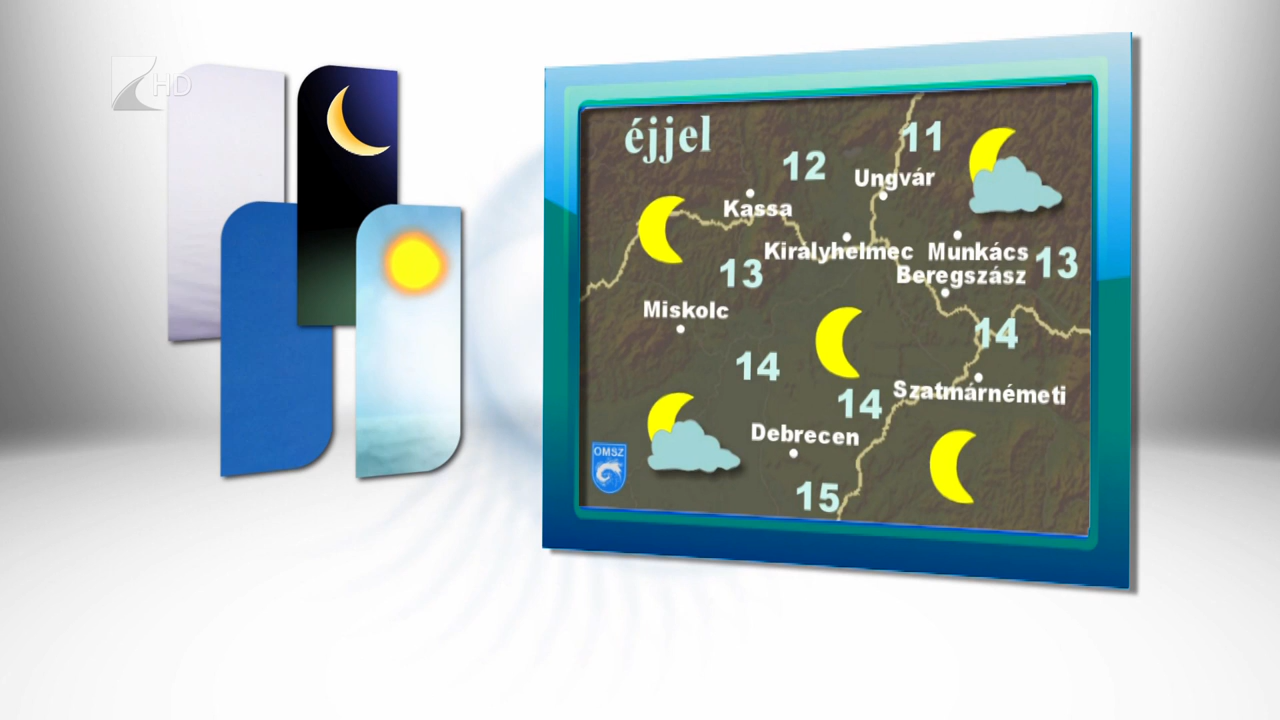 HD
éjjel
11
12
Ungvár
Kassa
Királyhelmec
Munkács
13
13
Beregszász
Miskolc
14
14
14
Szatmárnémeti
Debrecen
OMSZ
15